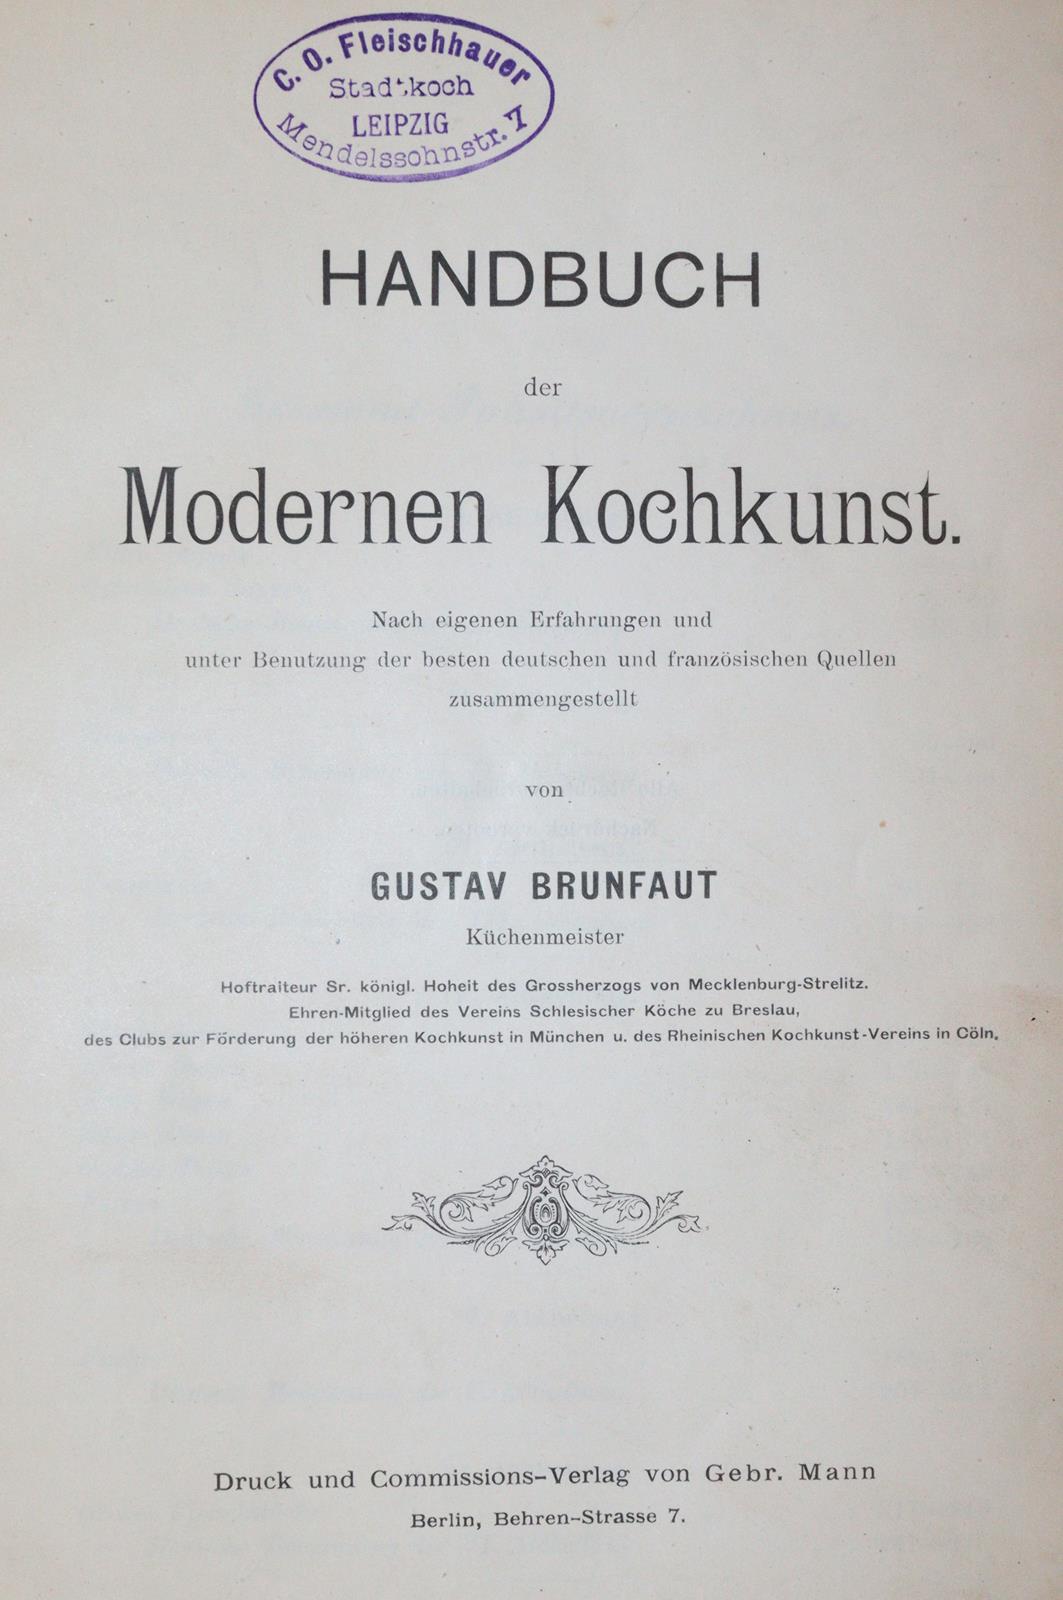 C. O. Fleischhauer
Stadtkoch
LEIPZIG
Mendelssohnstr. 7
HANDBUCH
der
Modernen Kochkunst.
Nach eigenen Erfahrungen und
unter Benutzung der besten deutschen und französischen Quellen
zusammengestellt
von
GUSTAV BRUNFAUT
Küchenmeister
Hoftraiteur Sr. königl. Hoheit des Grossherzogs von Mecklenburg-Strelitz.
Ehren-Mitglied des Vereins Schlesischer Köche zu Breslau,
des Clubs zur Förderung der höheren Kochkunst in München u. des Rheinischen Kochkunst-Vereins in Cöln.
Druck und Commissions-Verlag von Gebr. Mann
Berlin, Behren-Strasse 7.